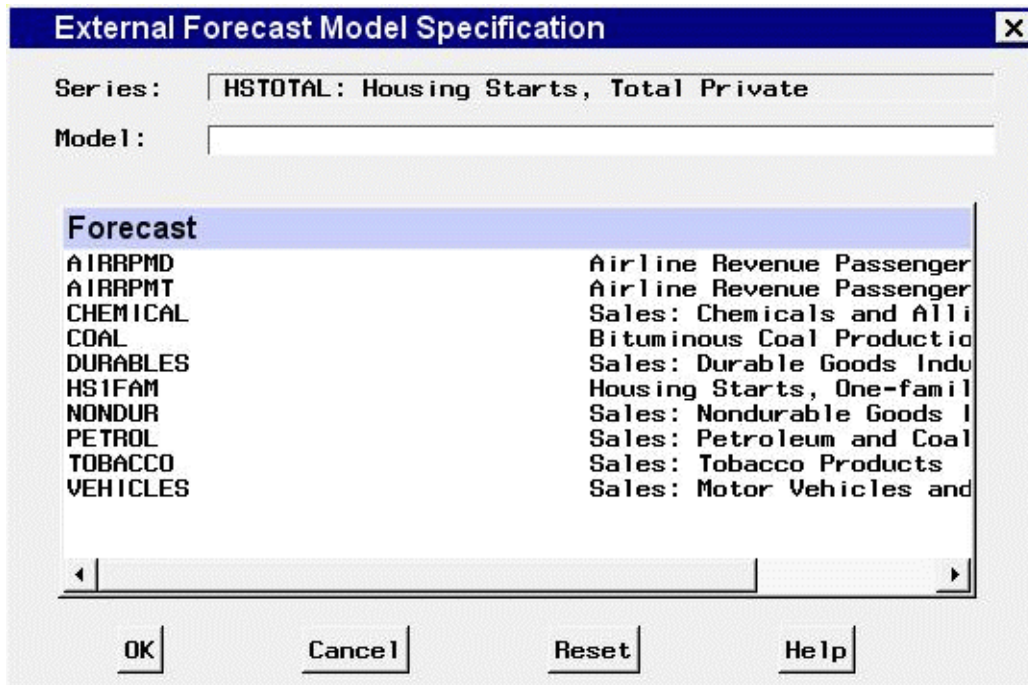 External Forecast Model Specification
Series: HSTOTAL: Housing Starts, Total Private
Model:
Forecast
AIRRPMD Airline Revenue Passenger
AIRRPMT Airline Revenue Passenger
CHEMICAL Sales: Chemicals and Alli
COAL Bituminous Coal Productio
DURABLES Sales: Durable Goods Indu
HS1FAM Housing Starts, One-famil
NONDUR Sales: Nondurable Goods I
PETROL Sales: Petroleum and Coal
TOBACCO Sales: Tobacco Products
VEHICLES Sales: Motor Vehicles and
OK Cancel Reset Help